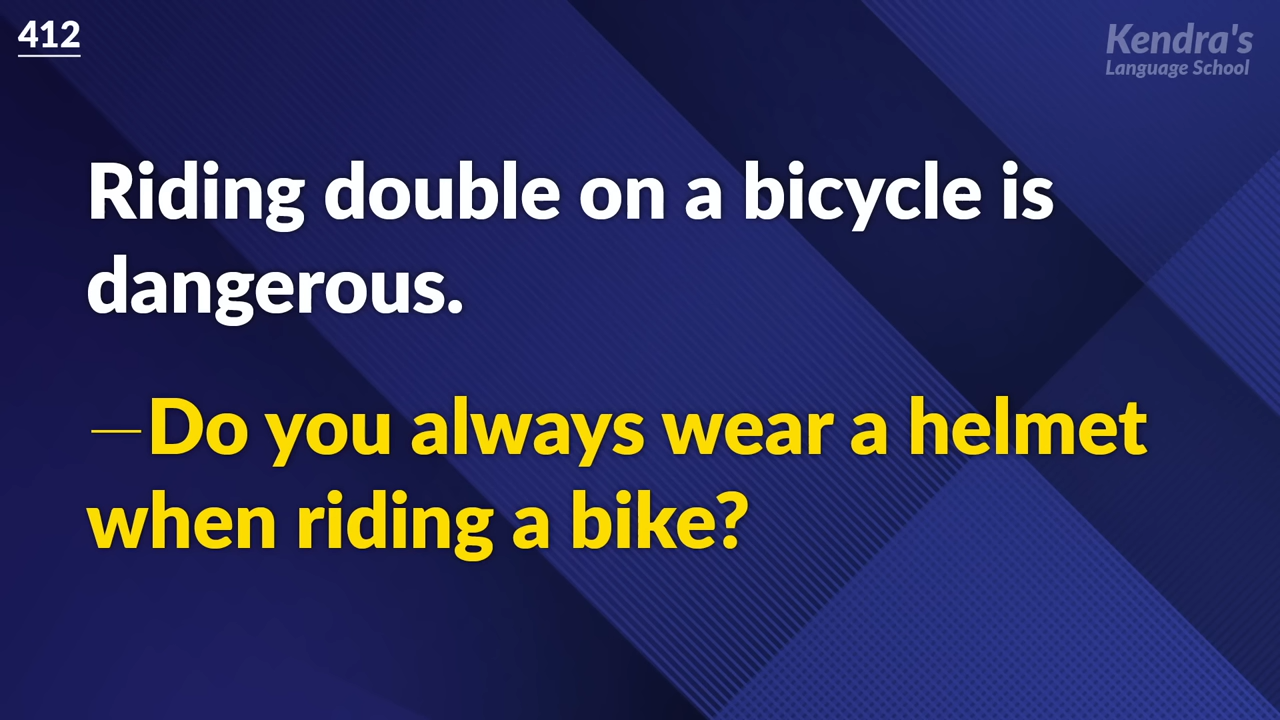 412
Kendra's
Language School
Riding double on a bicycle is
dangerous.
—Do you always wear a helmet
when riding a bike?